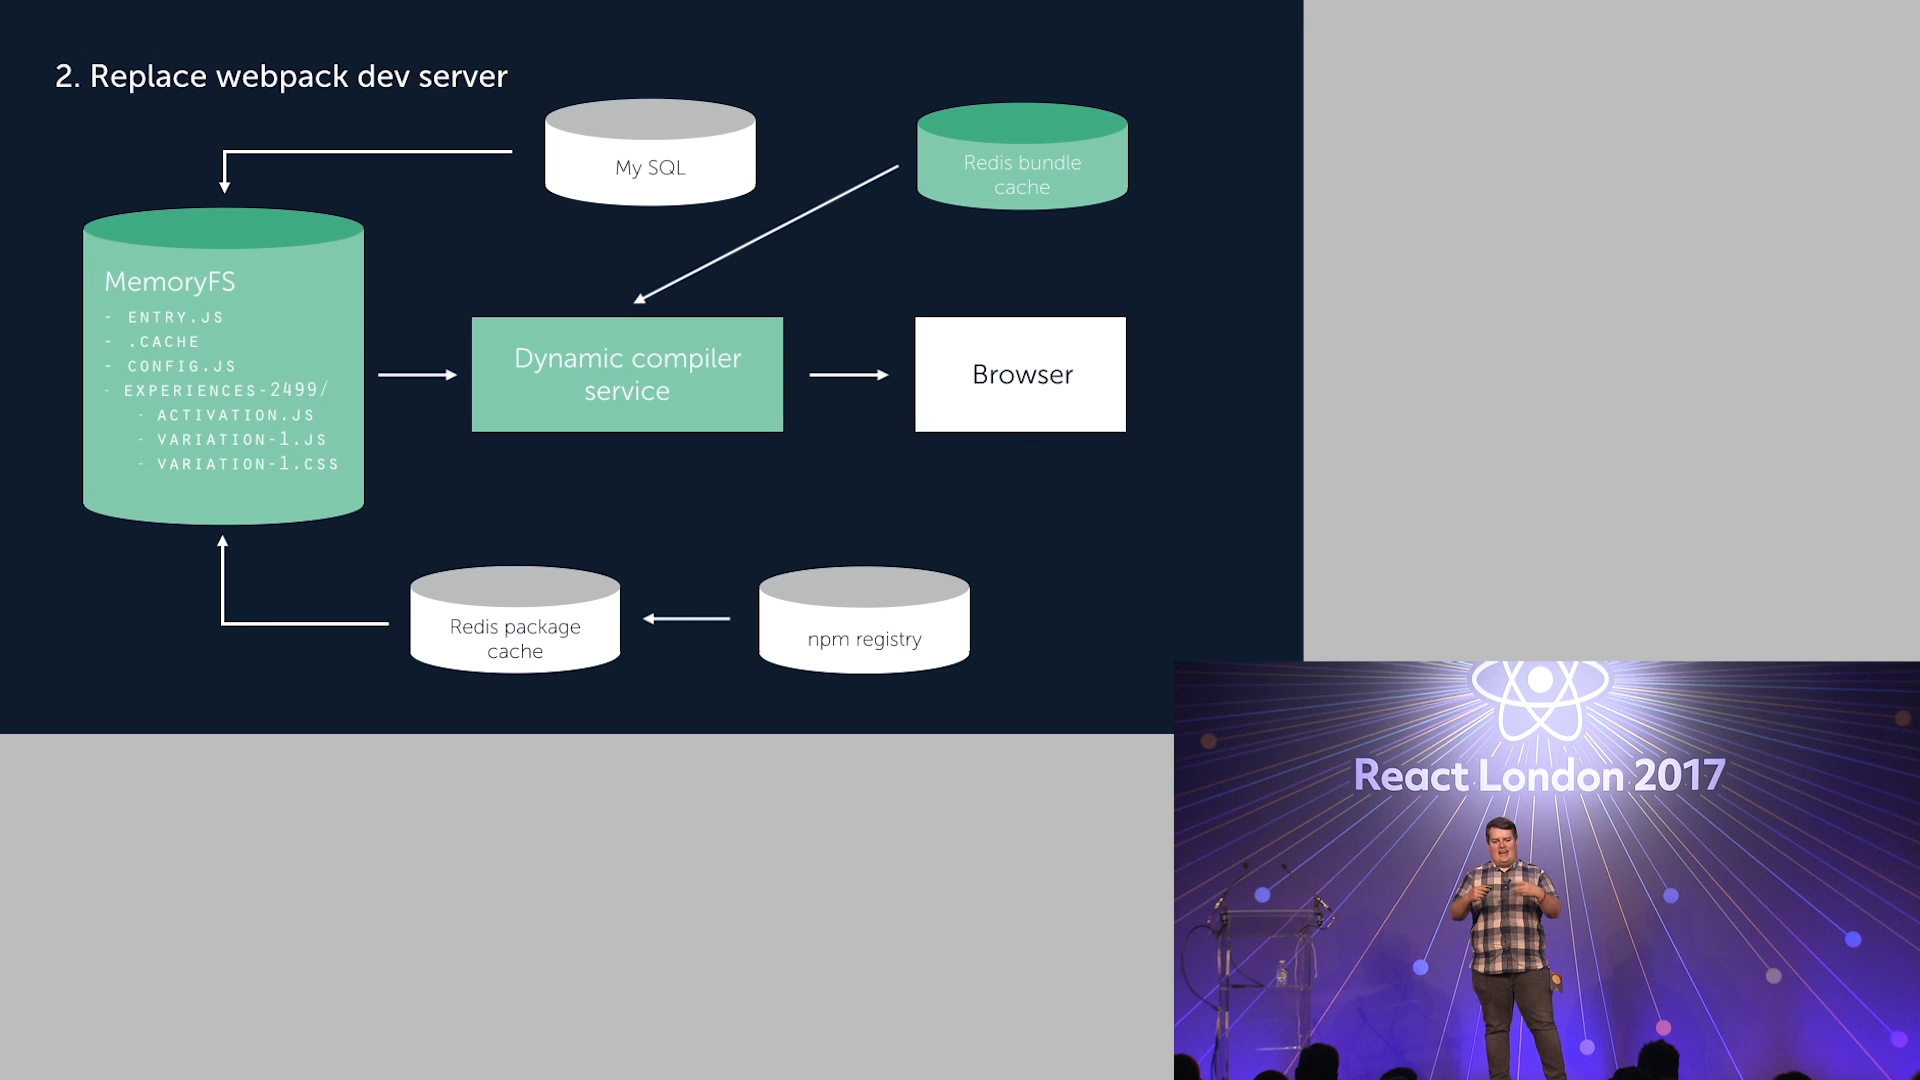 2. Replace webpack dev server
My SQL
Redis bundle
cache
MemoryFS
- ENTRY.JS
- .CACHE
- CONFIG.JS
- EXPERIENCES-2499/
- ACTIVATION.JS
- VARIATION-1.JS
- VARIATION-1.CSS
Dynamic compiler
service
Browser
Redis package
cache
npm registry
React London 2017